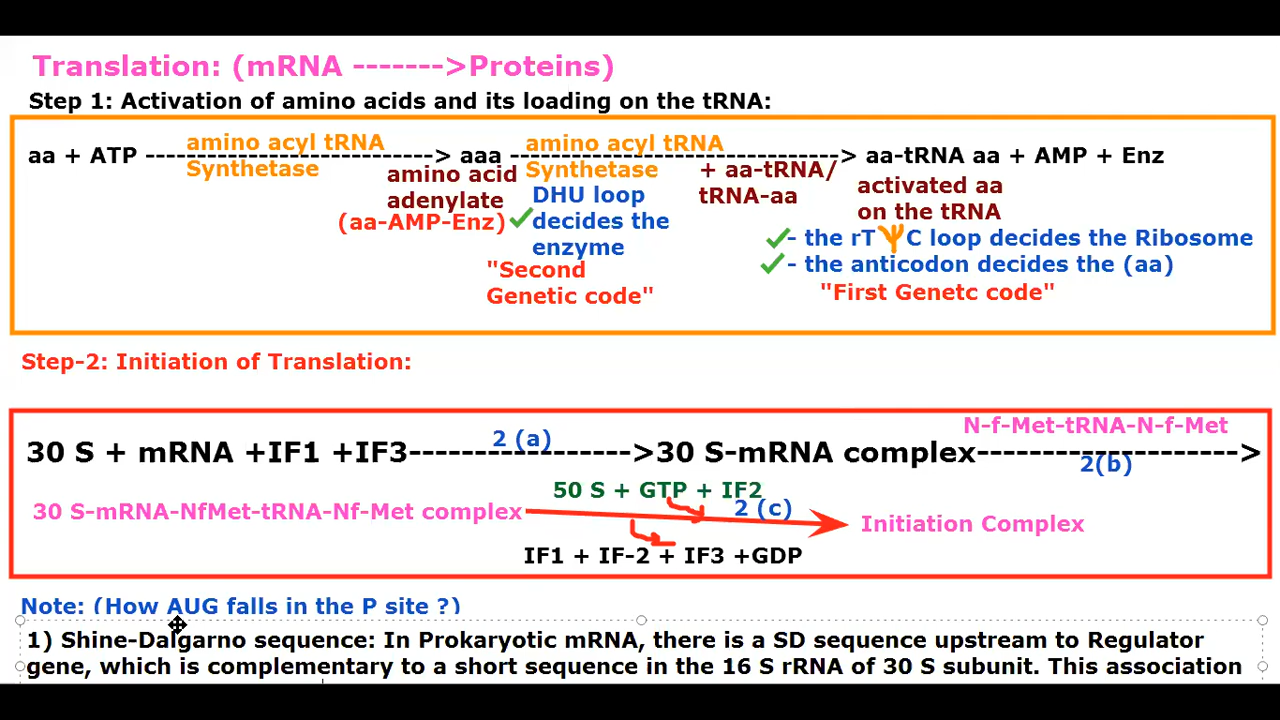 Translation: (mRNA ------->Proteins)
Step 1: Activation of amino acids and its loading on the tRNA:
amino acyl tRNA
amino acyl tRNA
aa + ATP ----------------------------> aaa --------------------------------> aa-tRNA aa + AMP + Enz
Syntetase
Synthetase
+ aa-tRNA/
amino acid
activated aa
DHU loop
tRNA-aa
adenylate
on the tRNA
(aa-AMP-Enz)
decides the
- the rTψC loop decides the Ribosome
enzyme
- the anticodon decides the (aa)
"Second
"First Genetc code"
Genetic code"
Step-2: Initiation of Translation:
N-f-Met-tRNA-N-f-Met
2 (a)
30 S + mRNA +IF1 +IF3----------------->30 S-mRNA complex-------------------->
2(b)
50 S + GTP + IF2
30 S-mRNA-NfMet-tRNA-Nf-Met complex
2 (c)
Initiation Complex
IF1 + IF-2 + IF3 +GDP
Note: (How AUG falls in the P site ?)
1) Shine-Dalgarno sequence: In Prokaryotic mRNA, there is a SD sequence upstream to Regulator
gene, which is complementary to a short sequence in the 16 S rRNA of 30 S subunit. This association